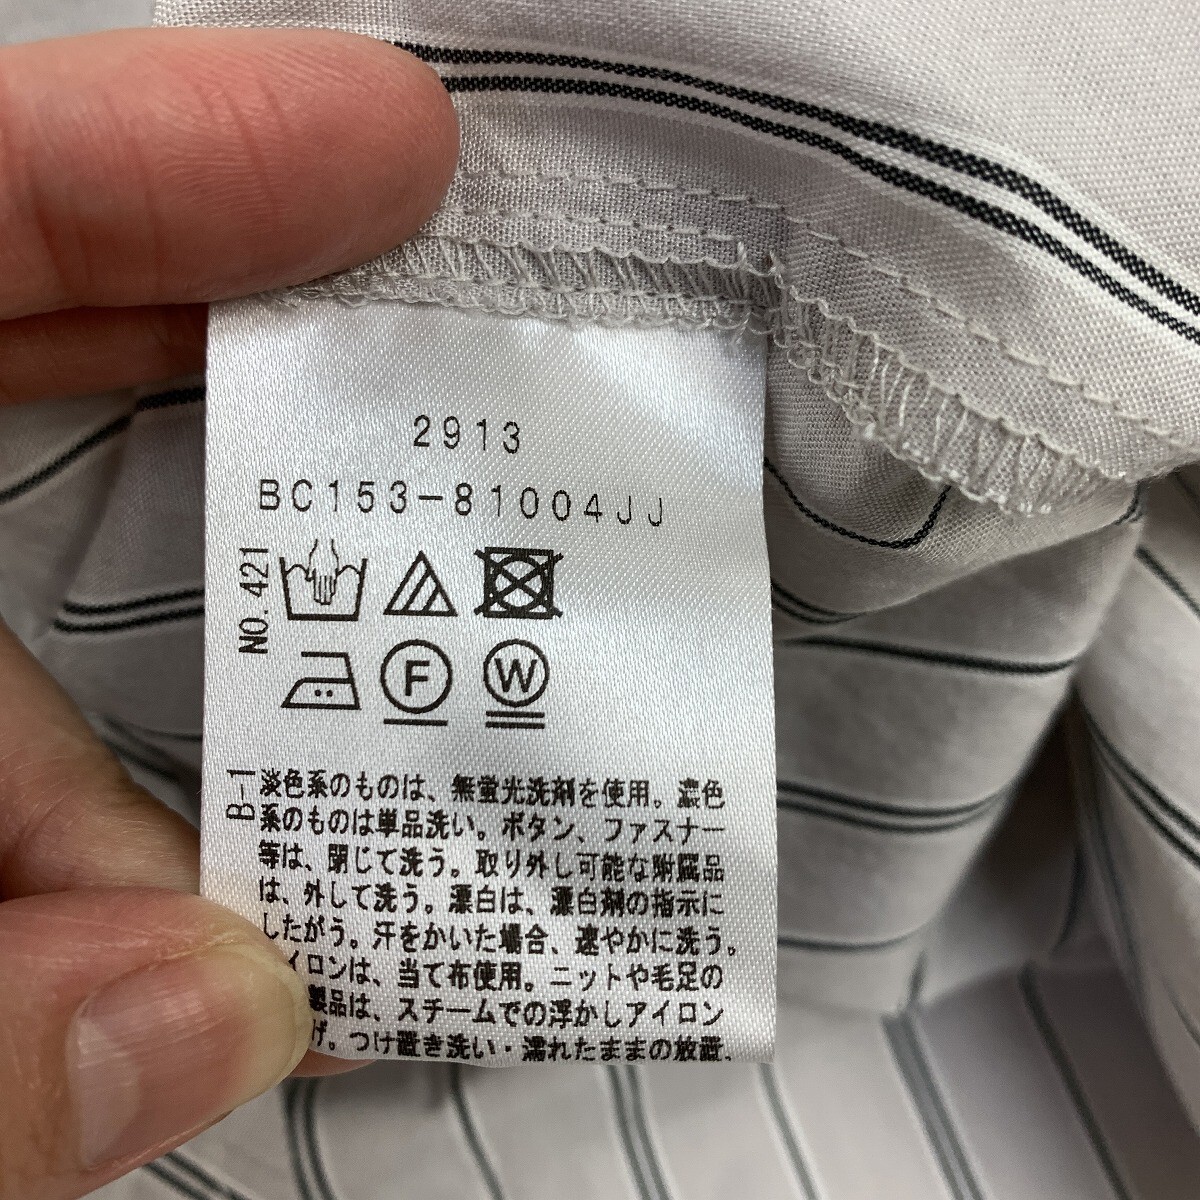 2913
BC153-81004JJ
NO. 421
F
W
B-1
淡色系のものは、無蛍光洗剤を使用。濃色
系のものは単品洗い。ボタン、ファスナー
等は、閉じて洗う。取り外し可能な附属品
は、外して洗う。漂白は、漂白剤の指示に
したがう。汗をかいた場合、速やかに洗う。
イロンは、当て布使用。ニットや毛足の
製品は、スチームでの浮かしアイロン
げ。つけ置き洗い・濡れたままの放置、